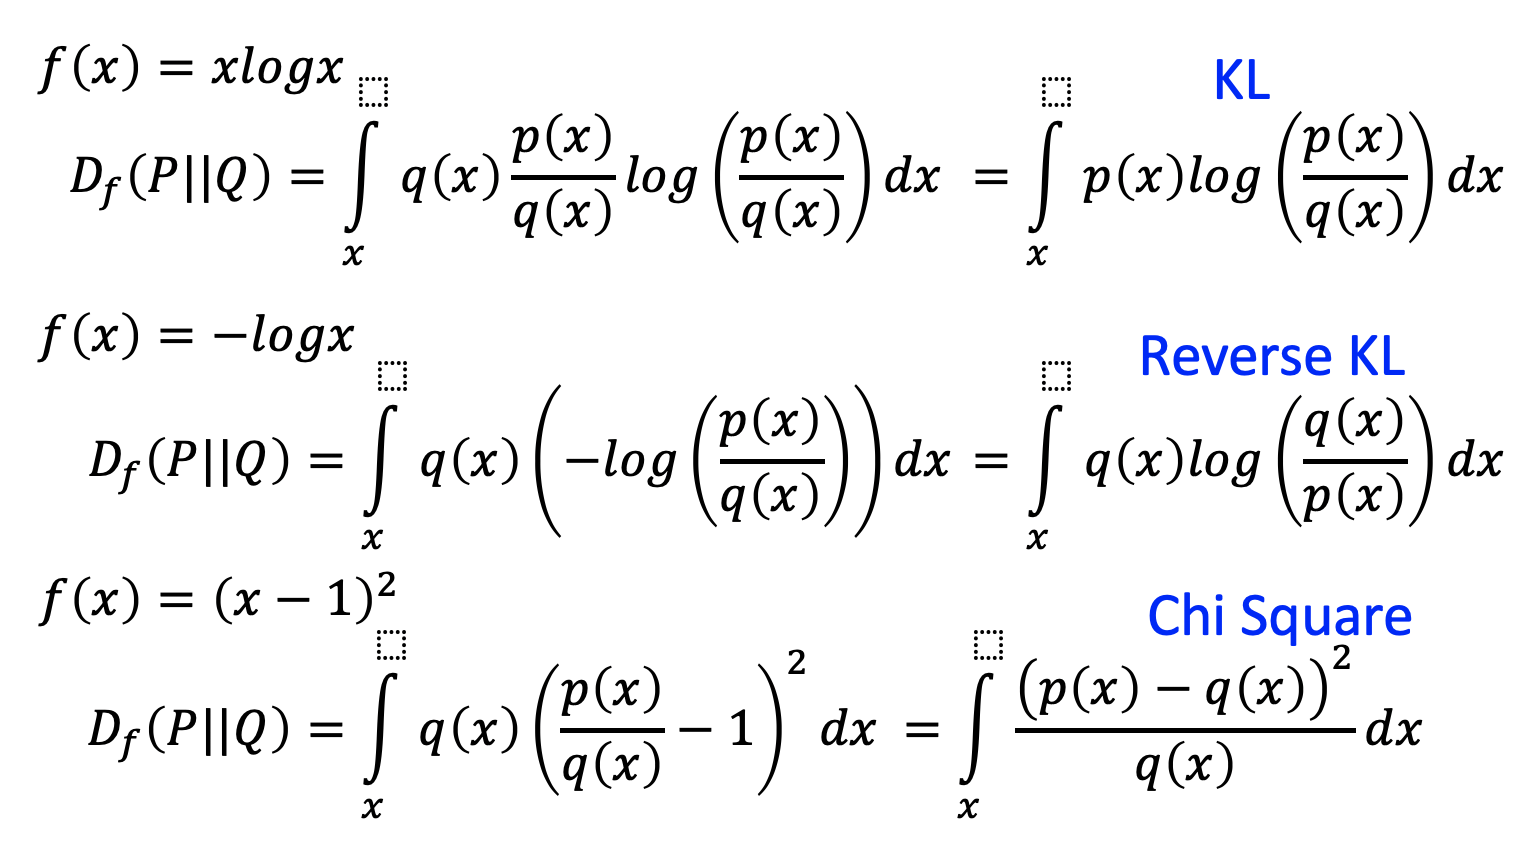 f(x) = xlogx
KL
D_f(P||Q) = ∫_x q(x) p(x)/q(x) log(p(x)/q(x)) dx = ∫_x p(x)log(p(x)/q(x)) dx
f(x) = −logx
Reverse KL
D_f(P||Q) = ∫_x q(x)(−log(p(x)/q(x))) dx = ∫_x q(x)log(q(x)/p(x)) dx
f(x) = (x − 1)²
Chi Square
D_f(P||Q) = ∫_x q(x)(p(x)/q(x) − 1)² dx = ∫_x (p(x) − q(x))²/q(x) dx